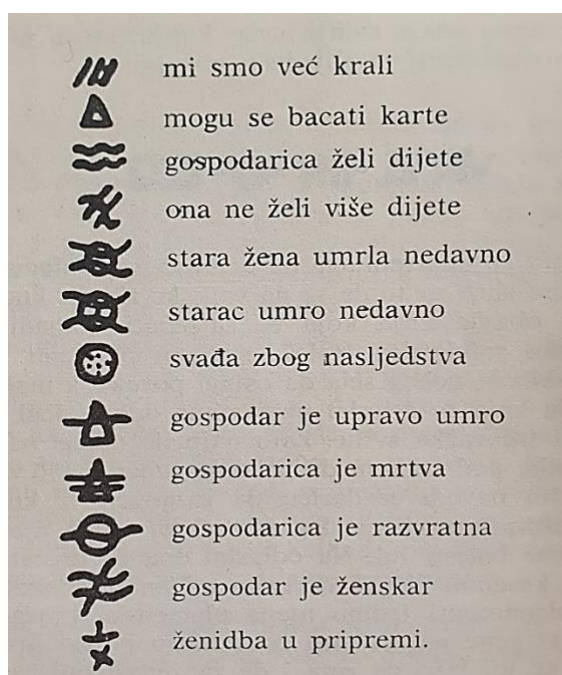 mi smo već krali
mogu se bacati karte
gospodarica želi dijete
ona ne želi više dijete
stara žena umrla nedavno
starac umro nedavno
svađa zbog nasljedstva
gospodar je upravo umro
gospodarica je mrtva
gospodarica je razvratna
gospodar je ženskar
ženidba u pripremi.